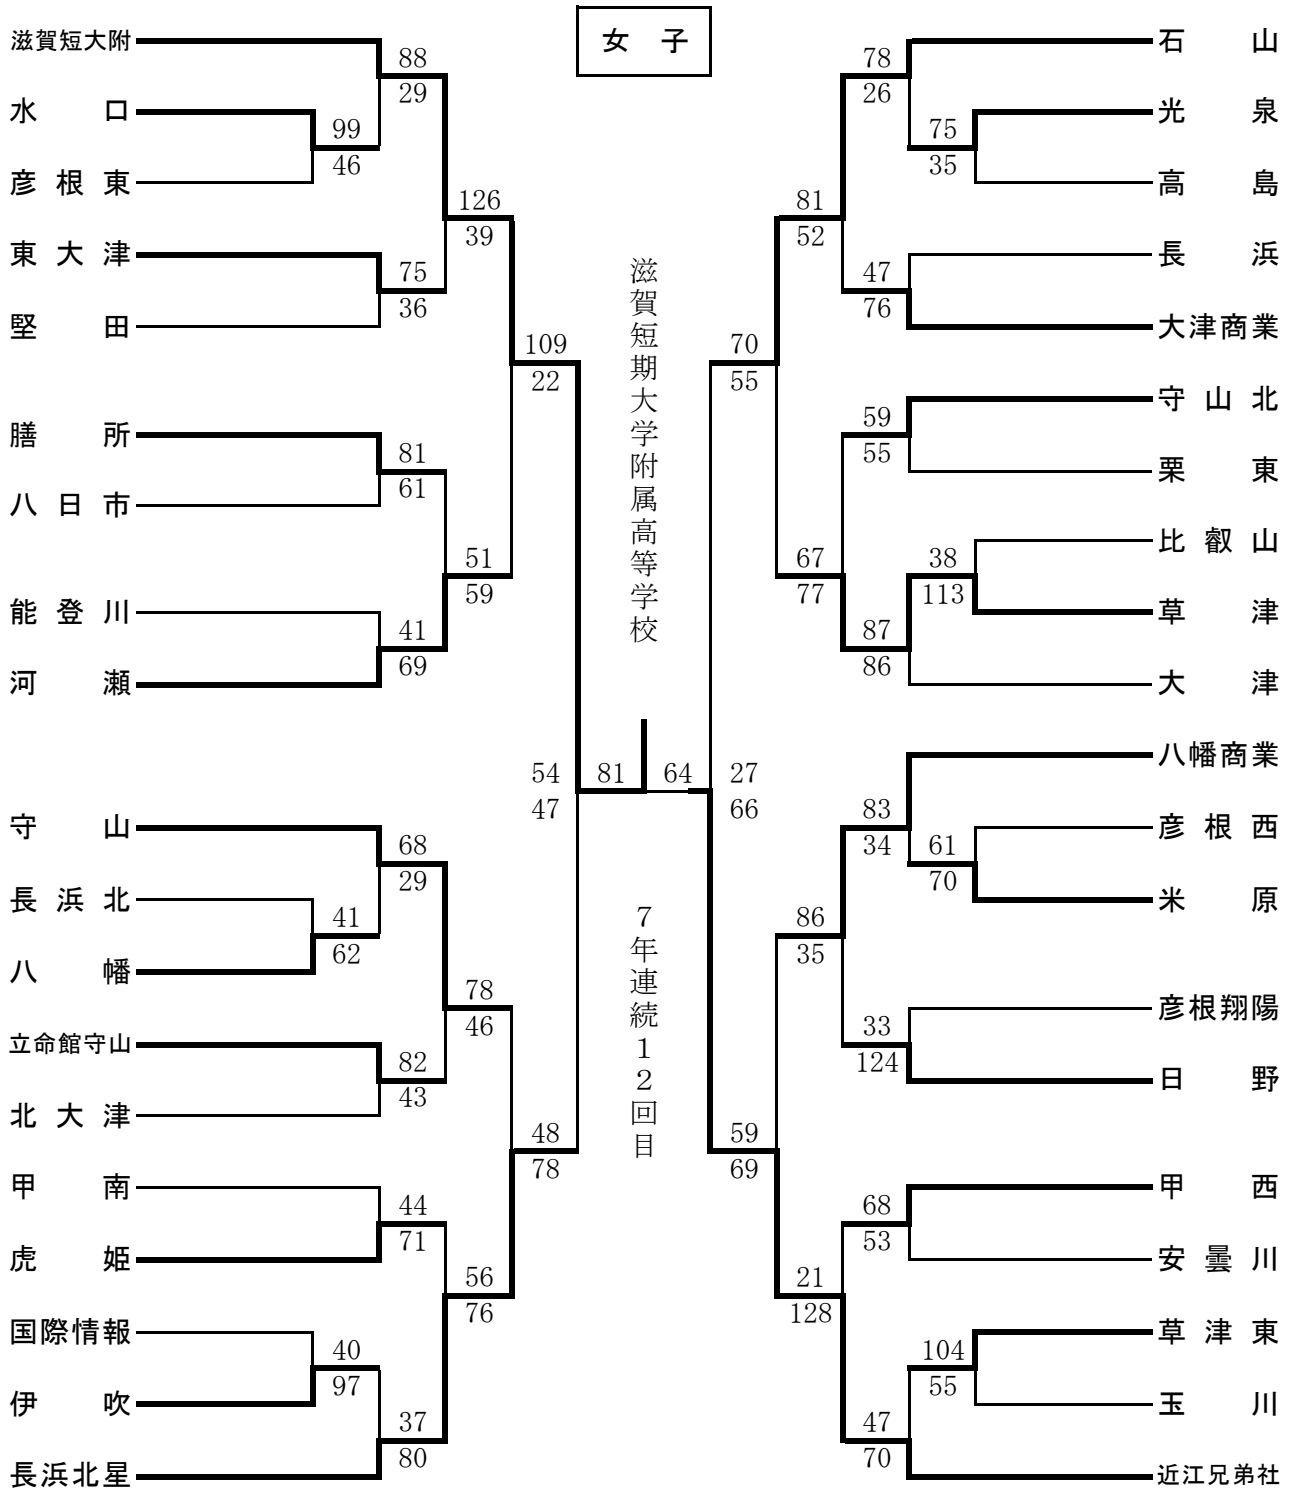 女 子
滋賀短大附
88
29
水 口
99
46
彦 根 東
126
39
東 大 津
75
36
堅 田
109
22
膳 所
81
61
八 日 市
51
59
能 登 川
41
69
河 瀬
54
47
守 山
68
29
長 浜 北
41
62
八 幡
78
46
立命館守山
82
43
北 大 津
48
78
甲 南
44
71
虎 姫
56
76
国際情報
40
97
伊 吹
37
80
長浜北星
滋賀短期大学附属高等学校
81
64
7年連続12回目
石 山
78
26
光 泉
75
35
高 島
81
52
長 浜
47
76
大津商業
70
55
守 山 北
59
55
栗 東
67
77
比 叡 山
38
113
草 津
87
86
大 津
27
66
八幡商業
83
34
彦 根 西
61
70
米 原
86
35
彦根翔陽
33
124
日 野
59
69
甲 西
68
53
安 曇 川
21
128
草 津 東
104
55
玉 川
47
70
近江兄弟社